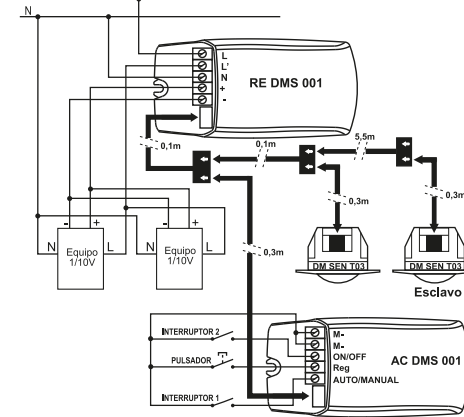 N
L
L'
N
+
-
RE DMS 001
0,1m
0,1m
5,5m
0,3m
0,3m
- +
- +
N Equipo 1/10V L
N Equipo 1/10V L
0,3m
DM SEN T03
DM SEN T03
Esclavo
INTERRUPTOR 2
PULSADOR
INTERRUPTOR 1
M-
M-
ON/OFF
Reg
AUTO/MANUAL
AC DMS 001